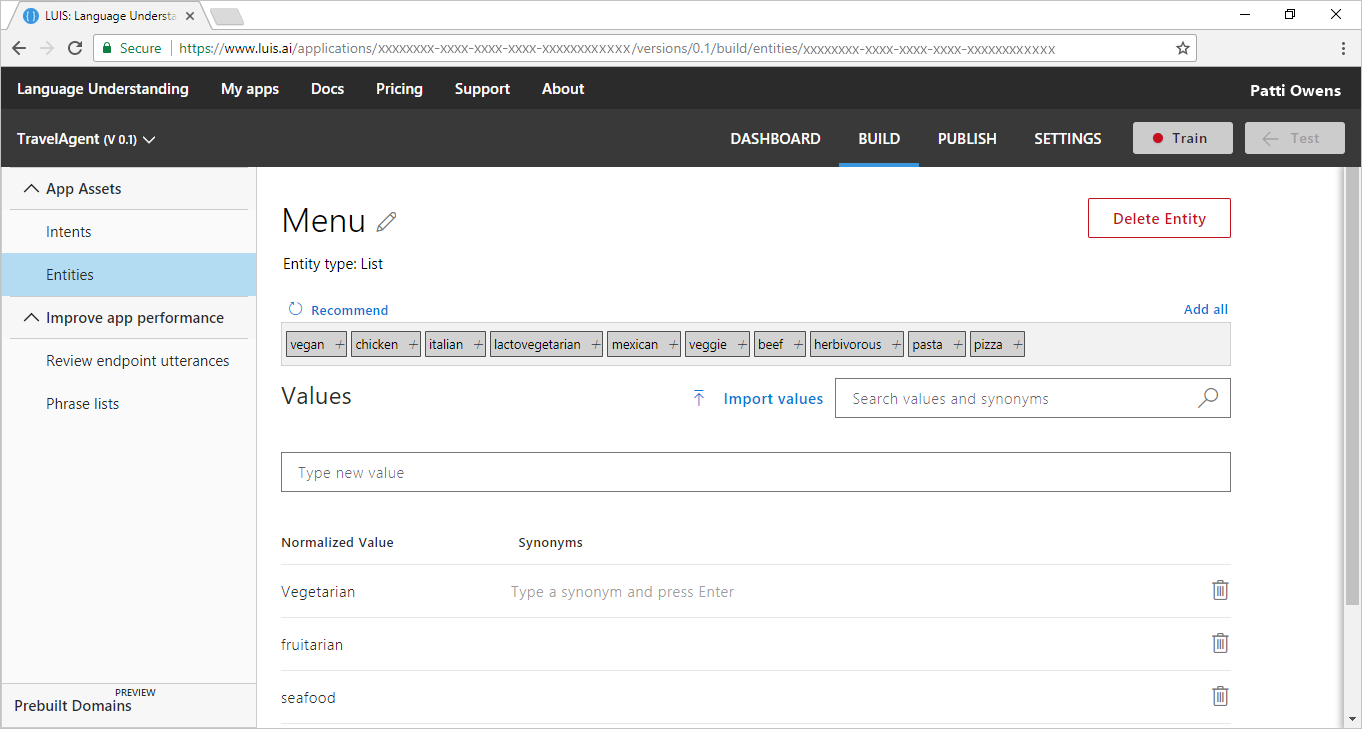 LUIS: Language Understa
Secure https://www.luis.ai/applications/xxxxxxxx-xxxx-xxxx-xxxx-xxxxxxxxxxxx/versions/0.1/build/entities/xxxxxxxx-xxxx-xxxx-xxxx-xxxxxxxxxxxx
Language Understanding My apps Docs Pricing Support About Patti Owens
TravelAgent (V 0.1) DASHBOARD BUILD PUBLISH SETTINGS Train Test
App Assets
Intents
Entities
Improve app performance
Review endpoint utterances
Phrase lists
PREVIEW
Prebuilt Domains
Menu
Delete Entity
Entity type: List
Recommend Add all
vegan + chicken + italian + lactovegetarian + mexican + veggie + beef + herbivorous + pasta + pizza +
Values Import values Search values and synonyms
Type new value
Normalized Value Synonyms
Vegetarian Type a synonym and press Enter
fruitarian
seafood